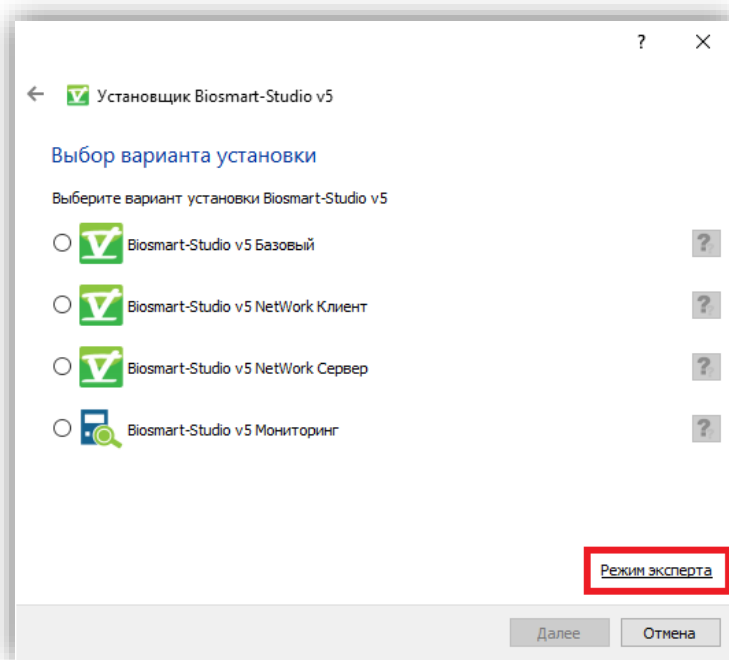 ?
Установщик Biosmart-Studio v5
Выбор варианта установки
Выберите вариант установки Biosmart-Studio v5
Biosmart-Studio v5 Базовый
?
Biosmart-Studio v5 NetWork Клиент
?
Biosmart-Studio v5 NetWork Сервер
?
Biosmart-Studio v5 Мониторинг
?
Режим эксперта
Далее
Отмена